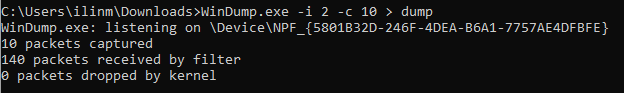 C:\Users\ilinm\Downloads>WinDump.exe -i 2 -c 10 > dump
WinDump.exe: listening on \Device\NPF_{5801B32D-246F-4DEA-B6A1-7757AE4DFBFE}
10 packets captured
140 packets received by filter
0 packets dropped by kernel